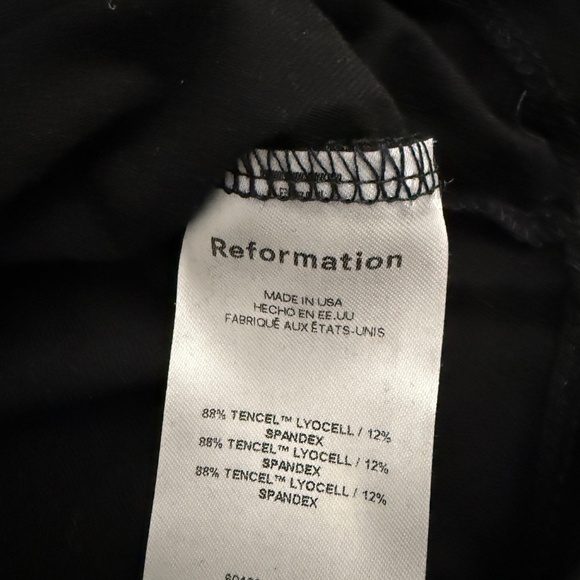 Reformation
MADE IN USA
HECHO EN EE.UU
FABRIQUÉ AUX ÉTATS-UNIS
88% TENCEL™ LYOCELL / 12%
SPANDEX
88% TENCEL™ LYOCELL / 12%
SPANDEX
88% TENCEL™ LYOCELL / 12%
SPANDEX